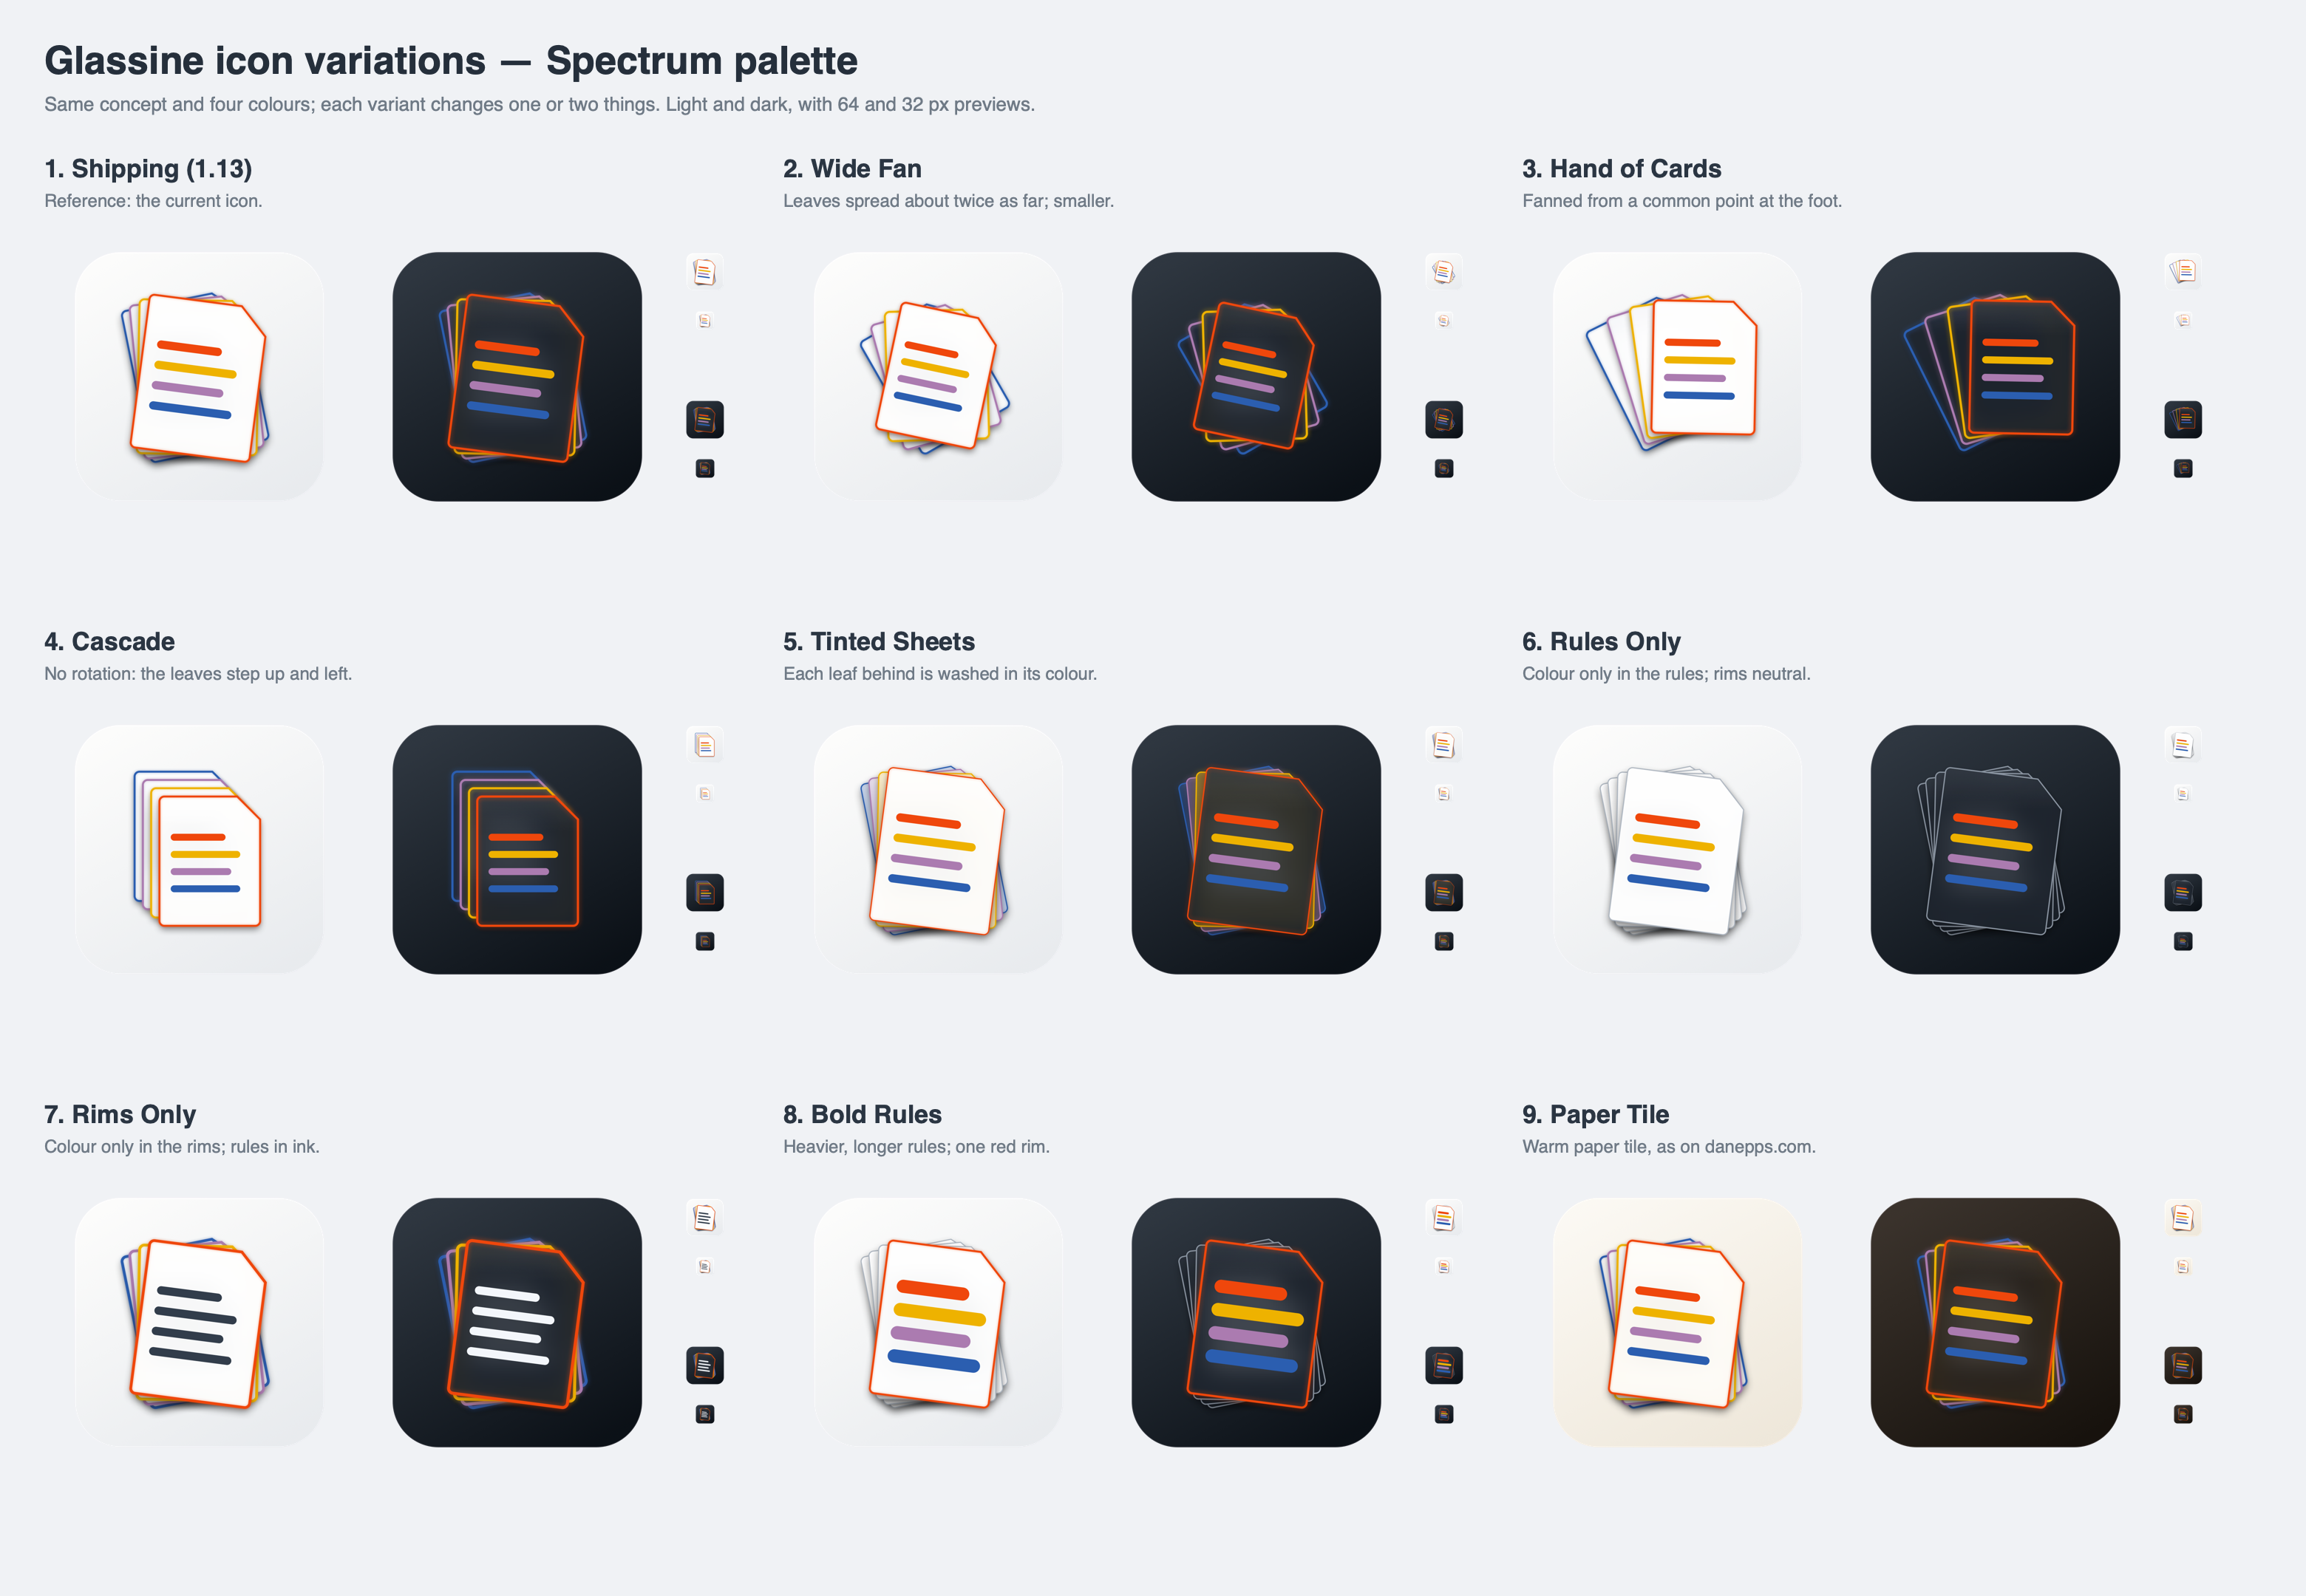 Glassine icon variations — Spectrum palette
Same concept and four colours; each variant changes one or two things. Light and dark, with 64 and 32 px previews.
1. Shipping (1.13)
Reference: the current icon.
2. Wide Fan
Leaves spread about twice as far; smaller.
3. Hand of Cards
Fanned from a common point at the foot.
4. Cascade
No rotation: the leaves step up and left.
5. Tinted Sheets
Each leaf behind is washed in its colour.
6. Rules Only
Colour only in the rules; rims neutral.
7. Rims Only
Colour only in the rims; rules in ink.
8. Bold Rules
Heavier, longer rules; one red rim.
9. Paper Tile
Warm paper tile, as on danepps.com.